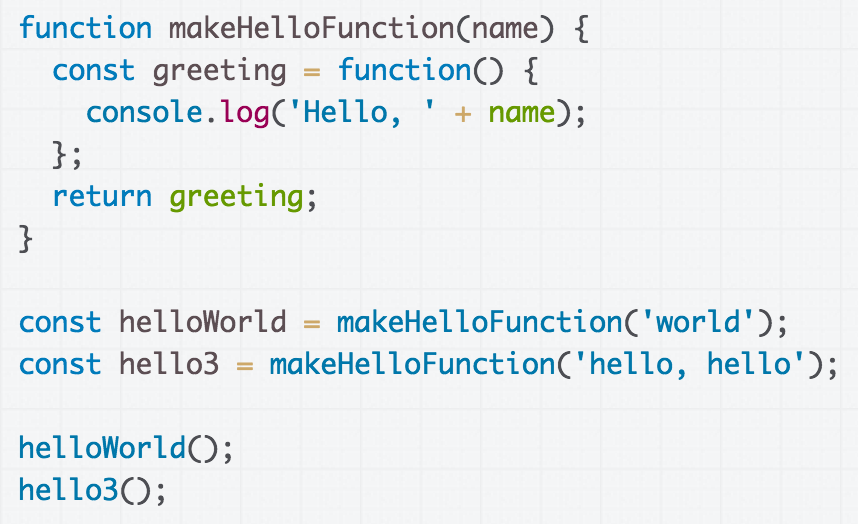 function makeHelloFunction(name) {
  const greeting = function() {
    console.log('Hello, ' + name);
  };
  return greeting;
}

const helloWorld = makeHelloFunction('world');
const hello3 = makeHelloFunction('hello, hello');

helloWorld();
hello3();